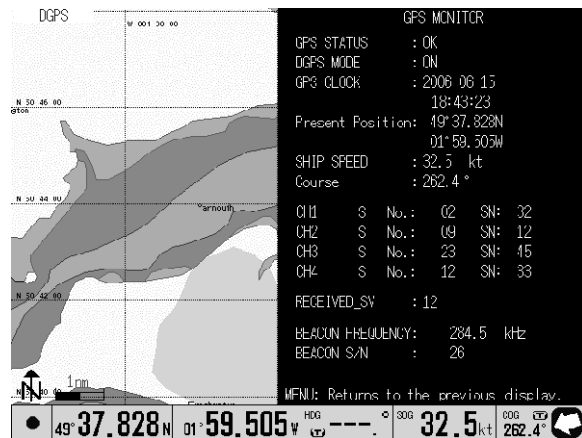 DGPS
W 001 30 00
N 50 46 00
N 50 44 00
N 50 42 00
1nm
GPS MONITOR
GPS STATUS : OK
DGPS MODE : ON
GPS CLOCK : 2006 06 15
18:43:23
Present Position: 49°37.828N
01°59.505W
SHIP SPEED : 32.5 kt
Course : 262.4°
CH1 S No.: 02 SN: 32
CH2 S No.: 09 SN: 12
CH3 S No.: 23 SN: 45
CH4 S No.: 12 SN: 33
RECEIVED_SV : 12
BEACON FREQUENCY: 284.5 kHz
BEACON S/N : 26
MENU: Returns to the previous display.
49°37.828N 01°59.505W HDG (T) ---.° SOG 32.5kt COG (T) 262.4°